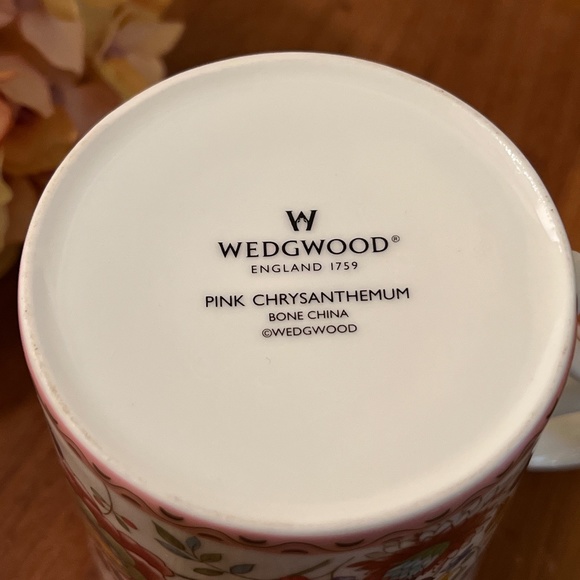 W
WEDGWOOD®
ENGLAND 1759
PINK CHRYSANTHEMUM
BONE CHINA
©WEDGWOOD